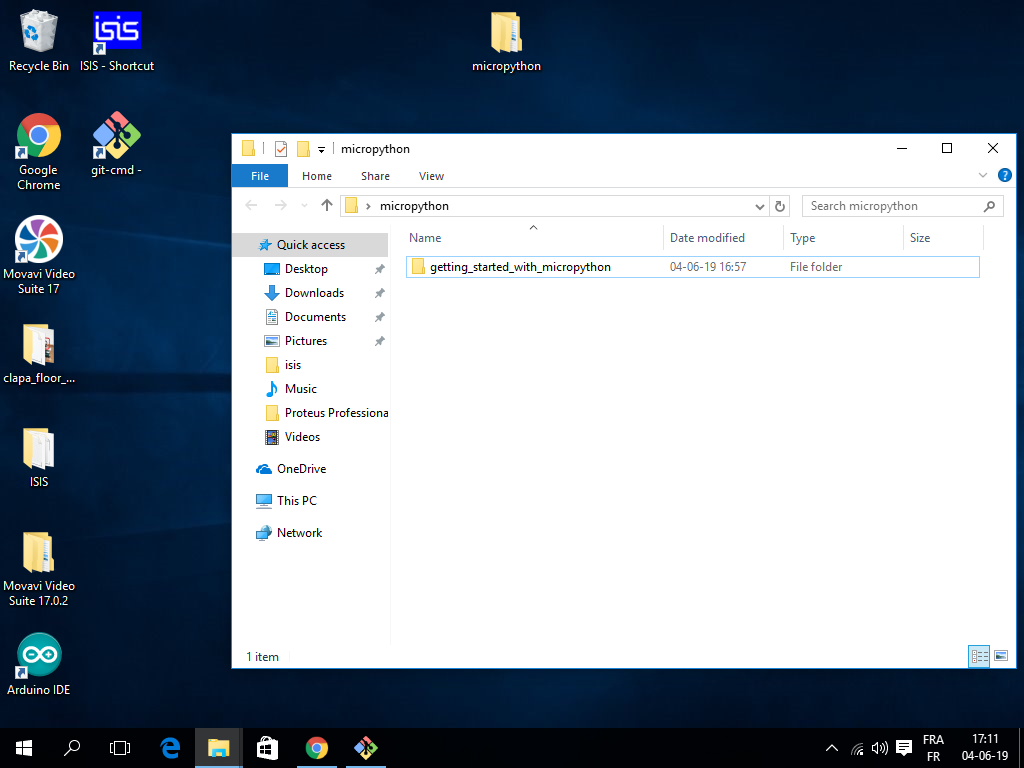 Recycle Bin
ISIS - Shortcut
micropython
Google
Chrome
git-cmd -
Movavi Video
Suite 17
clapa_floor_...
ISIS
Movavi Video
Suite 17.0.2
Arduino IDE
micropython
File
Home
Share
View
micropython
Search micropython
Name
Date modified
Type
Size
Quick access
Desktop
Downloads
Documents
Pictures
isis
Music
Proteus Professiona
Videos
OneDrive
This PC
Network
getting_started_with_micropython
04-06-19 16:57
File folder
1 item
FRA
FR
17:11
04-06-19